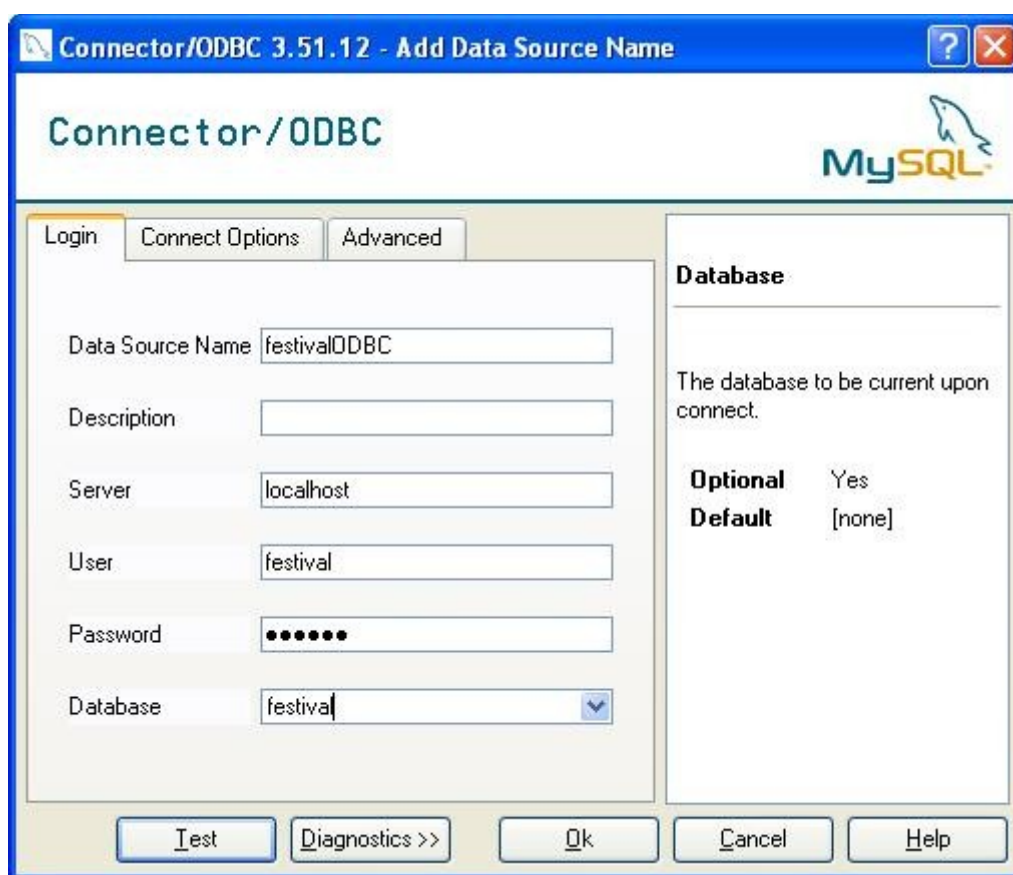 Connector/ODBC 3.51.12 - Add Data Source Name
Connector/ODBC
MySQL
Login
Connect Options
Advanced
Data Source Name festivalODBC
Description
Server localhost
User festival
Password ●●●●●●
Database festival
Database
The database to be current upon
connect.
Optional Yes
Default [none]
Test
Diagnostics >>
Ok
Cancel
Help